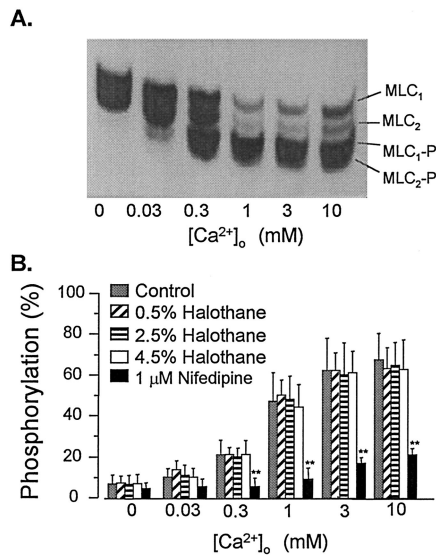 A.
MLC₁
MLC₂
MLC₁-P
MLC₂-P
0 0.03 0.3 1 3 10
[Ca²⁺]ₒ (mM)
B.
Phosphorylation (%)
100
80
60
40
20
0
Control
0.5% Halothane
2.5% Halothane
4.5% Halothane
1 μM Nifedipine
** ** ** **
0 0.03 0.3 1 3 10
[Ca²⁺]ₒ (mM)